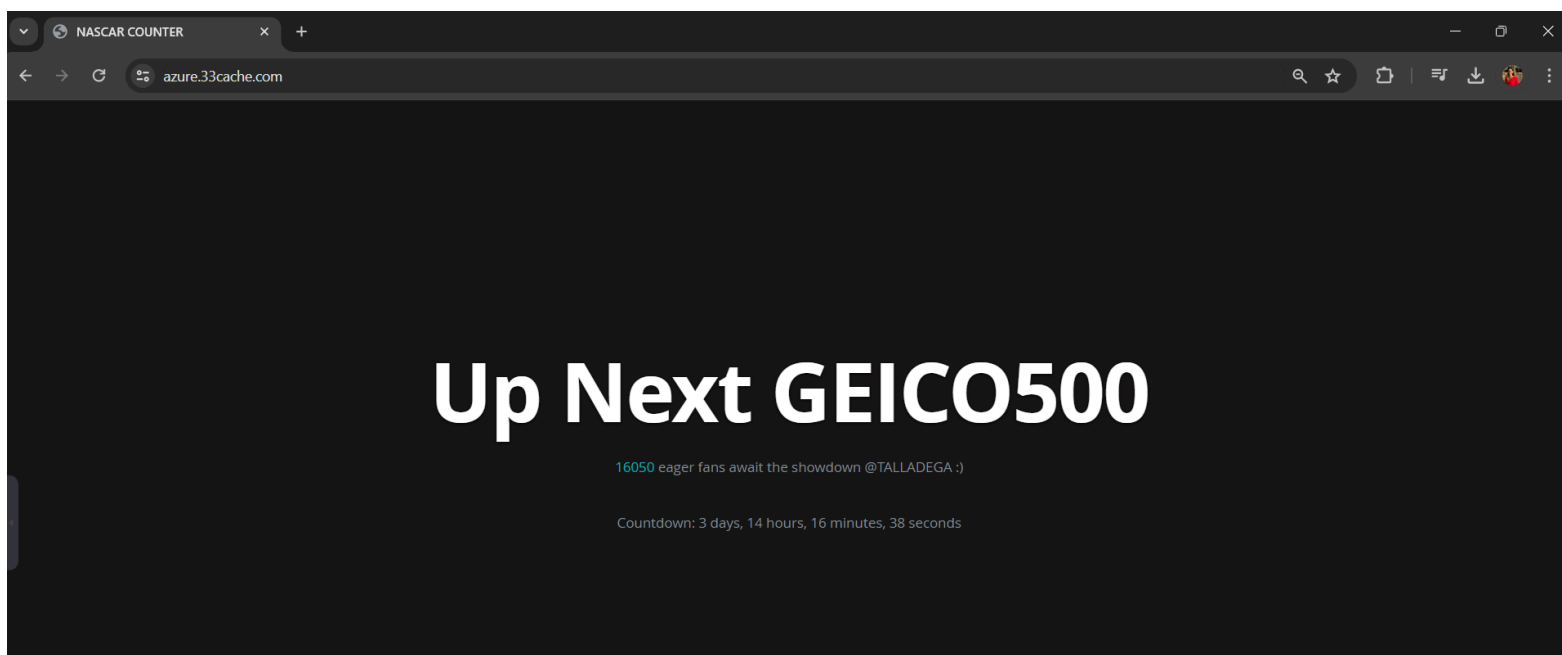 NASCAR COUNTER
azure.33cache.com
Up Next GEICO500
16050 eager fans await the showdown @TALLADEGA :)
Countdown: 3 days, 14 hours, 16 minutes, 38 seconds